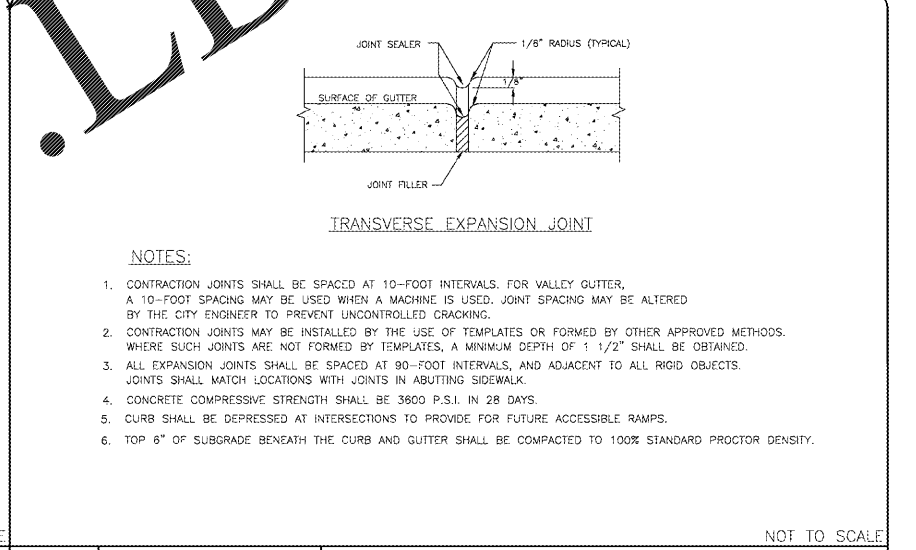 JOINT SEALER
1/8" RADIUS (TYPICAL)
1/8"
SURFACE OF GUTTER
JOINT FILLER
TRANSVERSE EXPANSION JOINT
NOTES:
1. CONTRACTION JOINTS SHALL BE SPACED AT 10-FOOT INTERVALS. FOR VALLEY GUTTER,
A 10-FOOT SPACING MAY BE USED WHEN A MACHINE IS USED. JOINT SPACING MAY BE ALTERED
BY THE CITY ENGINEER TO PREVENT UNCONTROLLED CRACKING.
2. CONTRACTION JOINTS MAY BE INSTALLED BY THE USE OF TEMPLATES OR FORMED BY OTHER APPROVED METHODS.
WHERE SUCH JOINTS ARE NOT FORMED BY TEMPLATES, A MINIMUM DEPTH OF 1 1/2" SHALL BE OBTAINED.
3. ALL EXPANSION JOINTS SHALL BE SPACED AT 90-FOOT INTERVALS, AND ADJACENT TO ALL RIGID OBJECTS.
JOINTS SHALL MATCH LOCATIONS WITH JOINTS IN ABUTTING SIDEWALK.
4. CONCRETE COMPRESSIVE STRENGTH SHALL BE 3600 P.S.I. IN 28 DAYS.
5. CURB SHALL BE DEPRESSED AT INTERSECTIONS TO PROVIDE FOR FUTURE ACCESSIBLE RAMPS.
6. TOP 6" OF SUBGRADE BENEATH THE CURB AND GUTTER SHALL BE COMPACTED TO 100% STANDARD PROCTOR DENSITY.
NOT TO SCALE